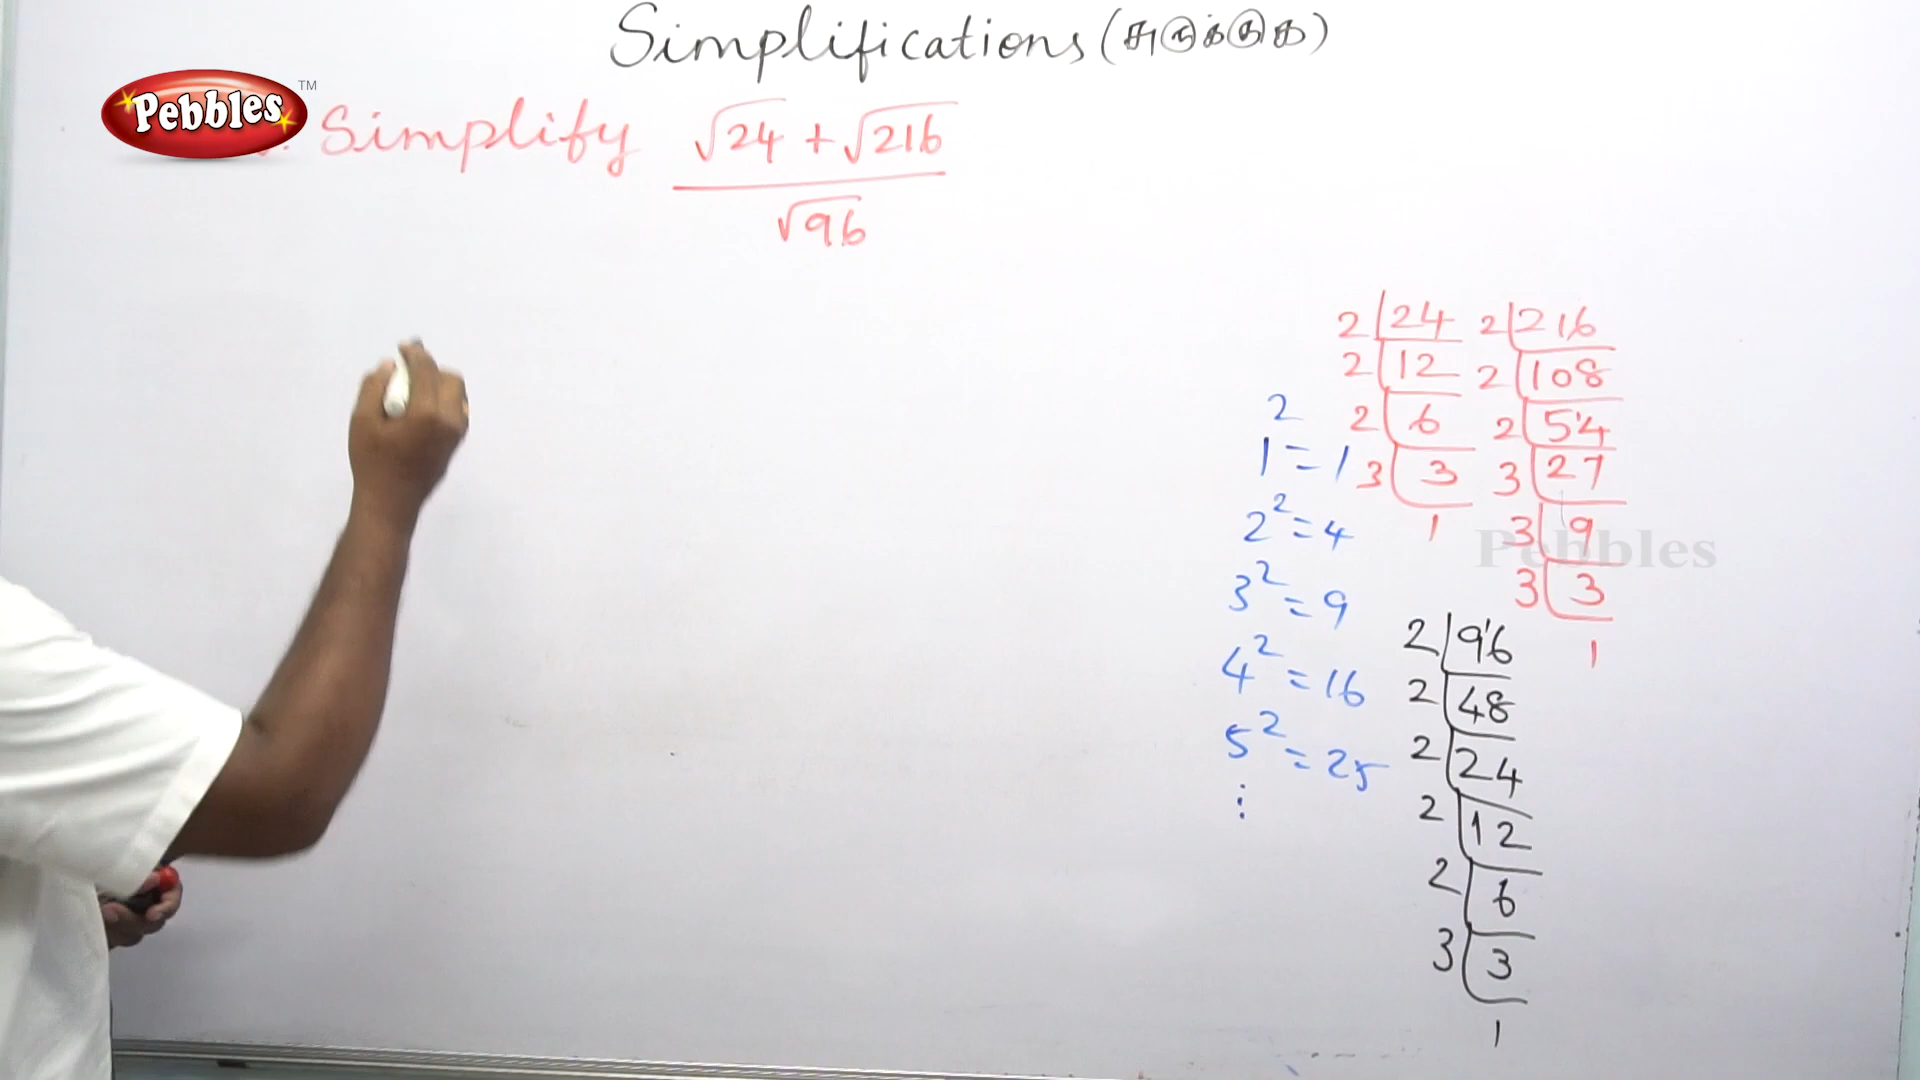 Simplifications (சுருக்குக)
Pebbles™
Simplify √24 + √216
√96
2 | 24
2 | 12
2 | 6
3 | 3
1
2 | 216
2 | 108
2 | 54
3 | 27
3 | 9
3 | 3
1
1² = 1
2² = 4
3² = 9
4² = 16
5² = 25
⋮
Pebbles
2 | 96
2 | 48
2 | 24
2 | 12
2 | 6
3 | 3
1